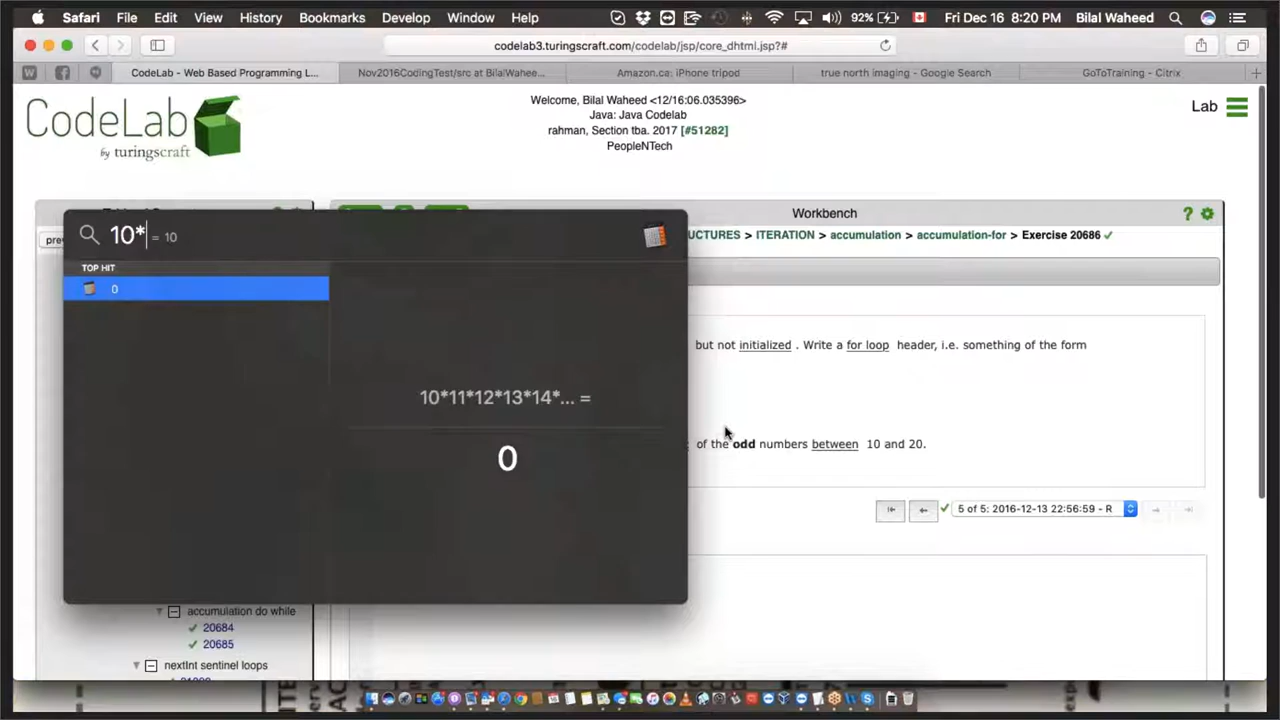 Safari File Edit View History Bookmarks Develop Window Help 92% Fri Dec 16 8:20 PM Bilal Waheed
codelab3.turingscraft.com/codelab/jsp/core_dhtml.jsp?#
CodeLab - Web Based Programming L... Nov2016CodingTest/src at BilalWahee... Amazon.ca: iPhone tripod true north imaging - Google Search GoToTraining - Citrix
CodeLab
by turingscraft
Welcome, Bilal Waheed <12/16:06.035396>
Java: Java Codelab
rahman, Section tba. 2017 [#51282]
PeopleNTech
Lab
Workbench
?
10* = 10
UCTURES > ITERATION > accumulation > accumulation-for > Exercise 20686
TOP HIT
0
but not initialized . Write a for loop header, i.e. something of the form
10*11*12*13*14*... =
0
of the odd numbers between 10 and 20.
5 of 5: 2016-12-13 22:56:59 - R
accumulation do while
20684
20685
nextInt sentinel loops